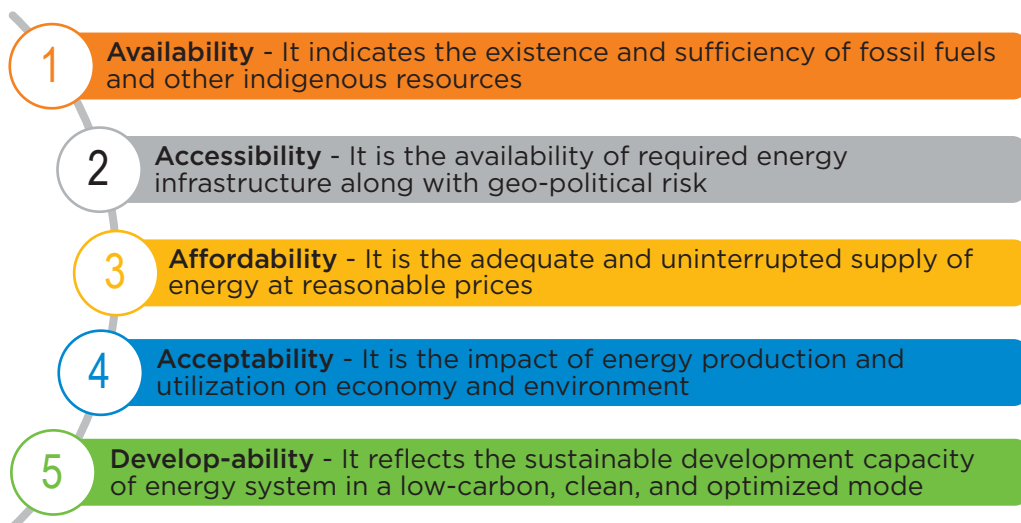 1
Availability - It indicates the existence and sufficiency of fossil fuels
and other indigenous resources
2
Accessibility - It is the availability of required energy
infrastructure along with geo-political risk
3
Affordability - It is the adequate and uninterrupted supply of
energy at reasonable prices
4
Acceptability - It is the impact of energy production and
utilization on economy and environment
5
Develop-ability - It reflects the sustainable development capacity
of energy system in a low-carbon, clean, and optimized mode